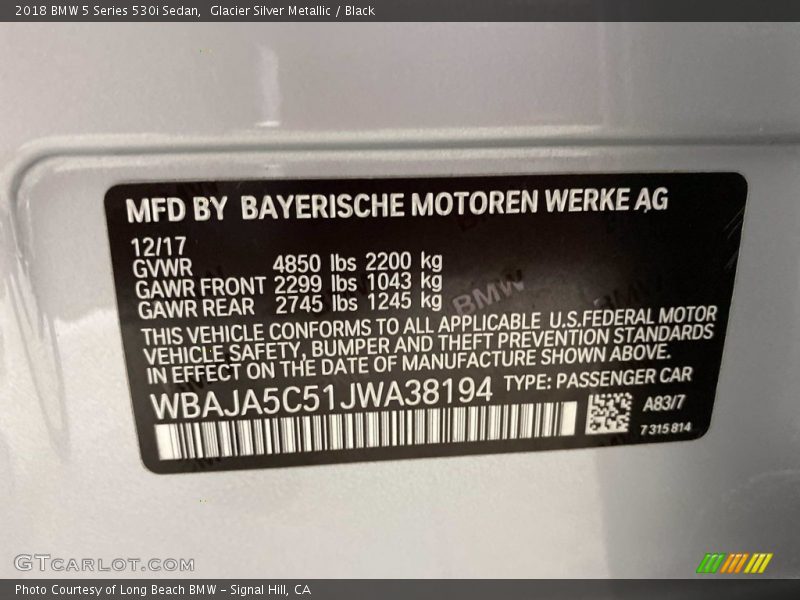 2018 BMW 5 Series 530i Sedan,  Glacier Silver Metallic / Black
MFD BY BAYERISCHE MOTOREN WERKE AG
12/17
GVWR 4850 lbs 2200 kg
GAWR FRONT 2299 lbs 1043 kg
GAWR REAR 2745 lbs 1245 kg
BMW
THIS VEHICLE CONFORMS TO ALL APPLICABLE U.S.FEDERAL MOTOR
VEHICLE SAFETY, BUMPER AND THEFT PREVENTION STANDARDS
IN EFFECT ON THE DATE OF MANUFACTURE SHOWN ABOVE.
WBAJA5C51JWA38194 TYPE: PASSENGER CAR
A83/7
7 315 814
GTCARLOT.COM
Photo Courtesy of Long Beach BMW – Signal Hill, CA